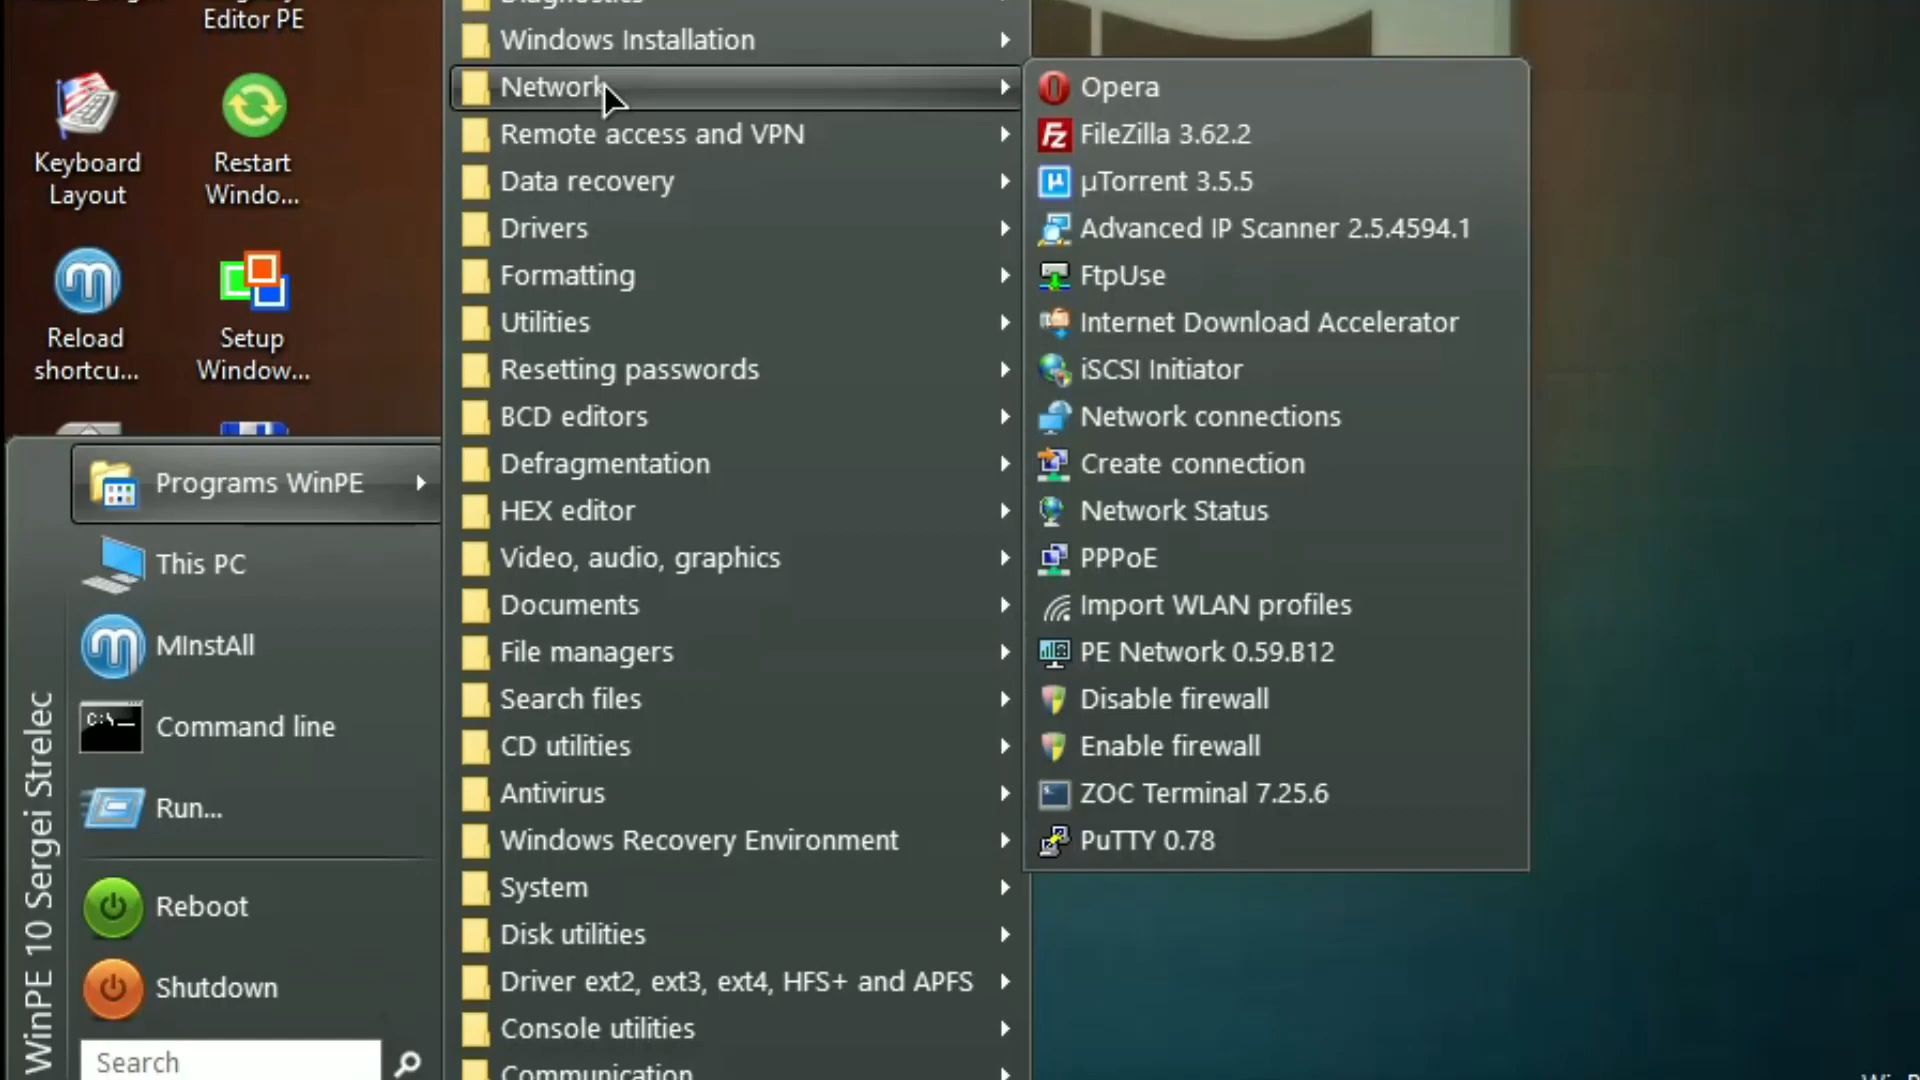 Editor PE
Keyboard
Layout
Restart
Windo...
Reload
shortcu...
Setup
Window...
Programs WinPE
This PC
MInstAll
Command line
Run...
Reboot
Shutdown
Search
WinPE 10 Sergei Strelec
Diagnostics
Windows Installation
Network
Remote access and VPN
Data recovery
Drivers
Formatting
Utilities
Resetting passwords
BCD editors
Defragmentation
HEX editor
Video, audio, graphics
Documents
File managers
Search files
CD utilities
Antivirus
Windows Recovery Environment
System
Disk utilities
Driver ext2, ext3, ext4, HFS+ and APFS
Console utilities
Communication
Opera
FileZilla 3.62.2
µTorrent 3.5.5
Advanced IP Scanner 2.5.4594.1
FtpUse
Internet Download Accelerator
iSCSI Initiator
Network connections
Create connection
Network Status
PPPoE
Import WLAN profiles
PE Network 0.59.B12
Disable firewall
Enable firewall
ZOC Terminal 7.25.6
PuTTY 0.78